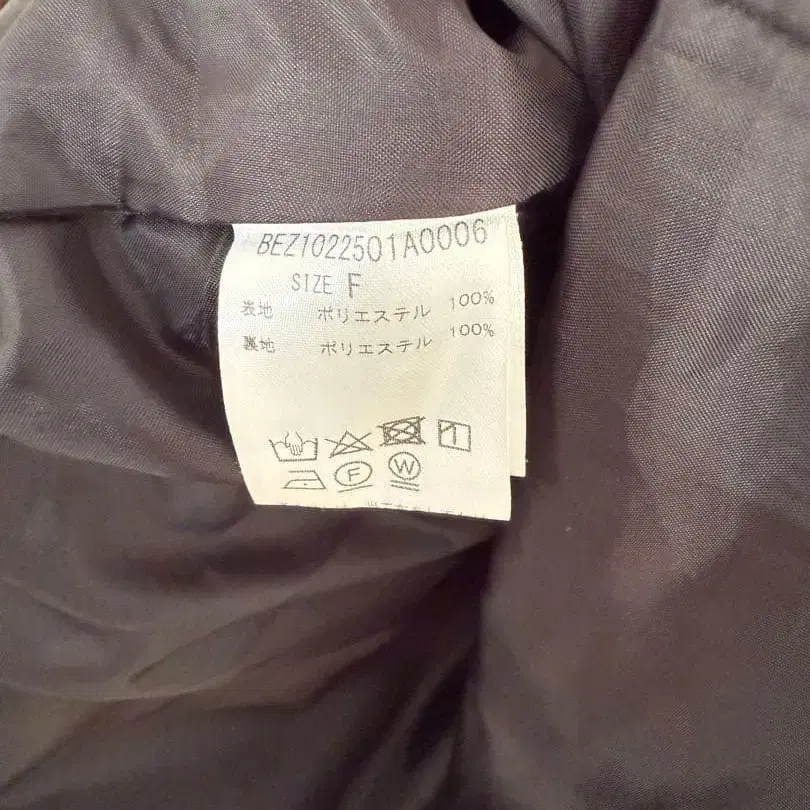 BEZ1022501A0006
SIZE F
表地 ポリエステル 100%
裏地 ポリエステル 100%
F W